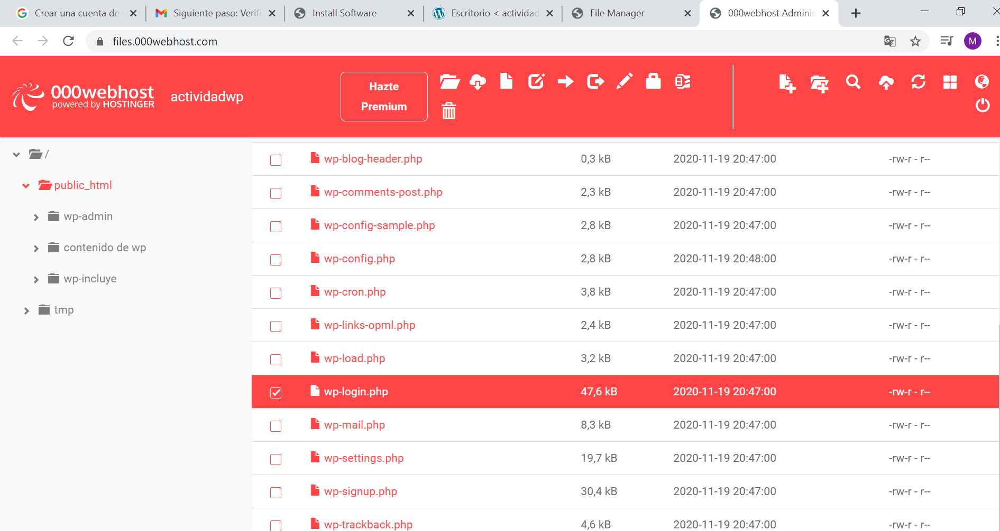 Crear una cuenta de
Siguiente paso: Verifi
Install Software
Escritorio < actividad
File Manager
000webhost Adminis
files.000webhost.com
M
000webhost
powered by HOSTINGER
actividadwp
Hazte
Premium
/
public_html
wp-admin
contenido de wp
wp-incluye
tmp
wp-blog-header.php 0,3 kB 2020-11-19 20:47:00 -rw-r - r--
wp-comments-post.php 2,3 kB 2020-11-19 20:47:00 -rw-r - r--
wp-config-sample.php 2,8 kB 2020-11-19 20:47:00 -rw-r - r--
wp-config.php 2,8 kB 2020-11-19 20:48:00 -rw-r - r--
wp-cron.php 3,8 kB 2020-11-19 20:47:00 -rw-r - r--
wp-links-opml.php 2,4 kB 2020-11-19 20:47:00 -rw-r - r--
wp-load.php 3,2 kB 2020-11-19 20:47:00 -rw-r - r--
wp-login.php 47,6 kB 2020-11-19 20:47:00 -rw-r - r--
wp-mail.php 8,3 kB 2020-11-19 20:47:00 -rw-r - r--
wp-settings.php 19,7 kB 2020-11-19 20:47:00 -rw-r - r--
wp-signup.php 30,4 kB 2020-11-19 20:47:00 -rw-r - r--
wp-trackback.php 4,6 kB 2020-11-19 20:47:00 -rw-r - r--